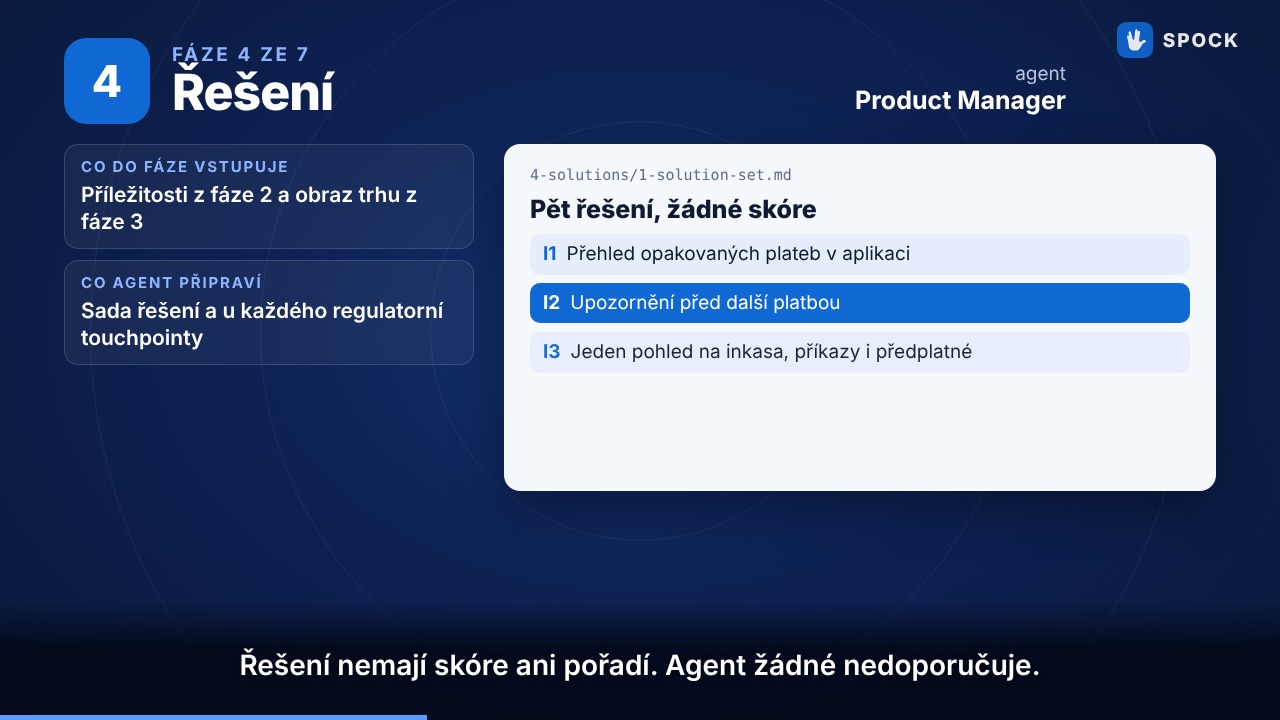 4
FÁZE 4 ZE 7
Řešení
SPOCK
agent
Product Manager
CO DO FÁZE VSTUPUJE
Příležitosti z fáze 2 a obraz trhu z
fáze 3
CO AGENT PŘIPRAVÍ
Sada řešení a u každého regulatorní
touchpointy
4-solutions/1-solution-set.md
Pět řešení, žádné skóre
I1 Přehled opakovaných plateb v aplikaci
I2 Upozornění před další platbou
I3 Jeden pohled na inkasa, příkazy i předplatné
Řešení nemají skóre ani pořadí. Agent žádné nedoporučuje.